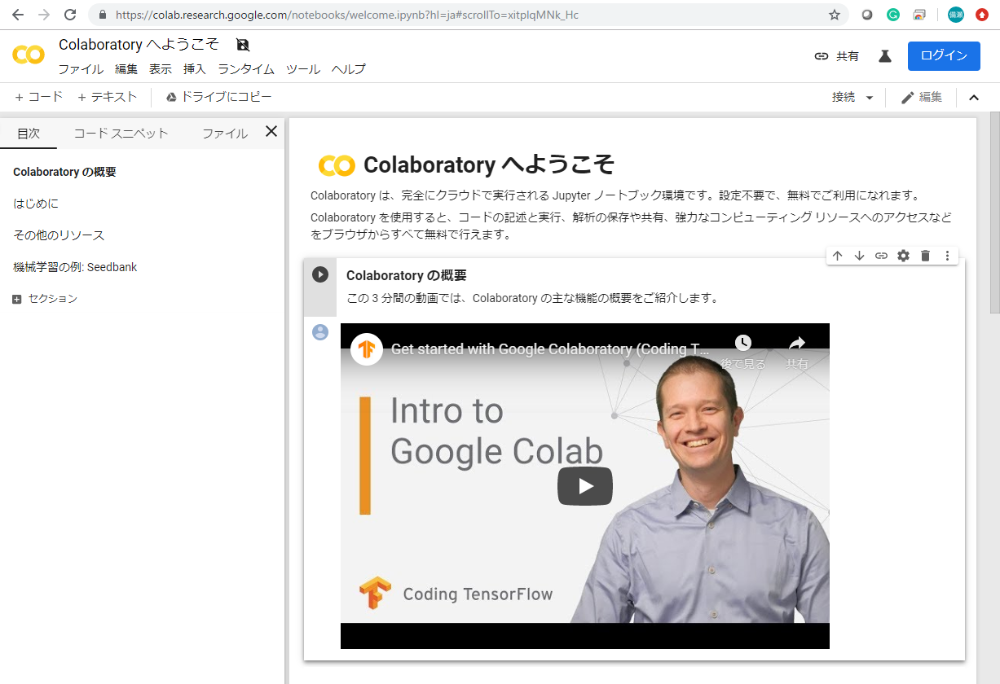 https://colab.research.google.com/notebooks/welcome.ipynb?hl=ja#scrollTo=xitplqMNk_Hc
備瀬
Colaboratory へようこそ
ファイル 編集 表示 挿入 ランタイム ツール ヘルプ
共有 ログイン
+ コード + テキスト ドライブにコピー 接続 編集
目次 コード スニペット ファイル
Colaboratory の概要
はじめに
その他のリソース
機械学習の例: Seedbank
セクション
Colaboratory へようこそ
Colaboratory は、完全にクラウドで実行される Jupyter ノートブック環境です。設定不要で、無料でご利用になれます。
Colaboratory を使用すると、コードの記述と実行、解析の保存や共有、強力なコンピューティング リソースへのアクセスなど
をブラウザからすべて無料で行えます。
Colaboratory の概要
この 3 分間の動画では、Colaboratory の主な機能の概要をご紹介します。
Get started with Google Colaboratory (Coding T...
後で見る 共有
Intro to
Google Colab
Coding TensorFlow